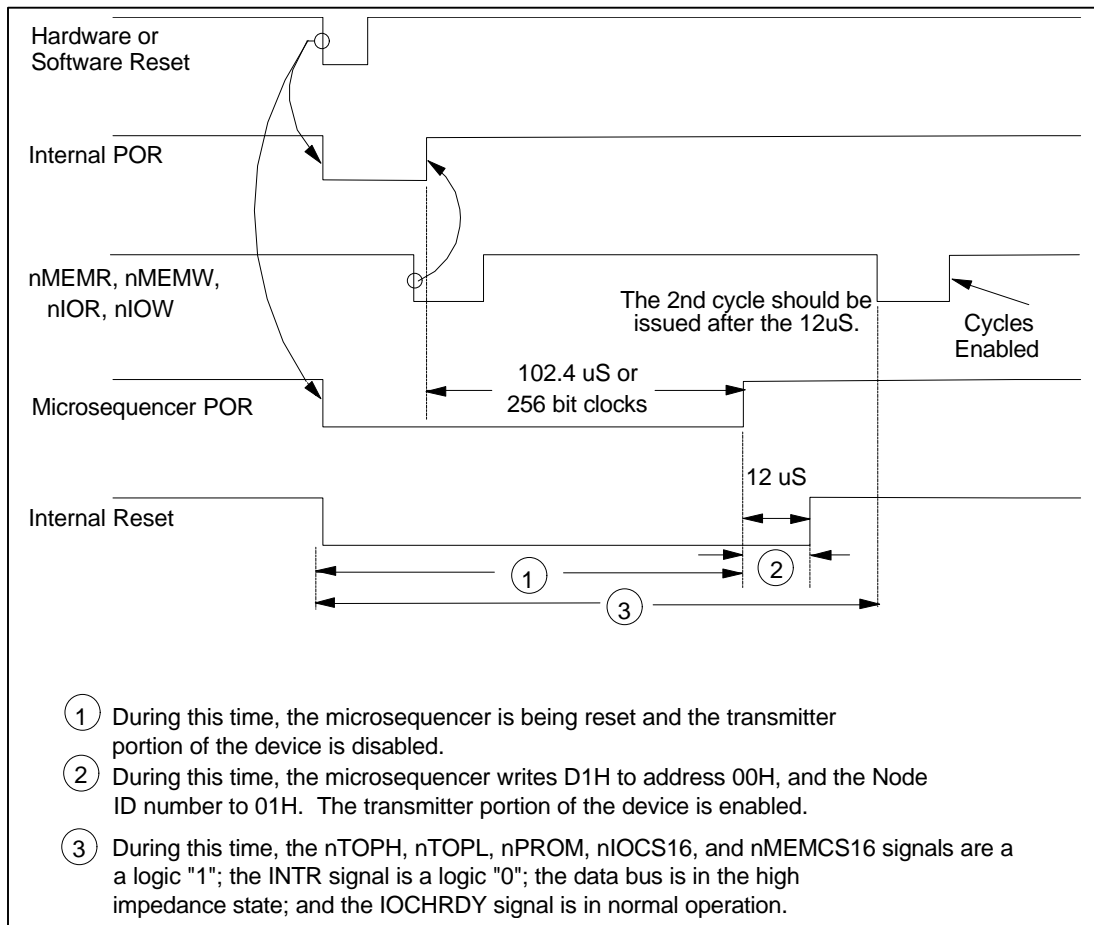 Hardware or
Software Reset
Internal POR
nMEMR, nMEMW,
nIOR, nIOW
The 2nd cycle should be
issued after the 12uS.
Cycles
Enabled
102.4 uS or
256 bit clocks
Microsequencer POR
12 uS
Internal Reset
1
2
3
1 During this time, the microsequencer is being reset and the transmitter
portion of the device is disabled.
2 During this time, the microsequencer writes D1H to address 00H, and the Node
ID number to 01H. The transmitter portion of the device is enabled.
3 During this time, the nTOPH, nTOPL, nPROM, nIOCS16, and nMEMCS16 signals are a
a logic "1"; the INTR signal is a logic "0"; the data bus is in the high
impedance state; and the IOCHRDY signal is in normal operation.